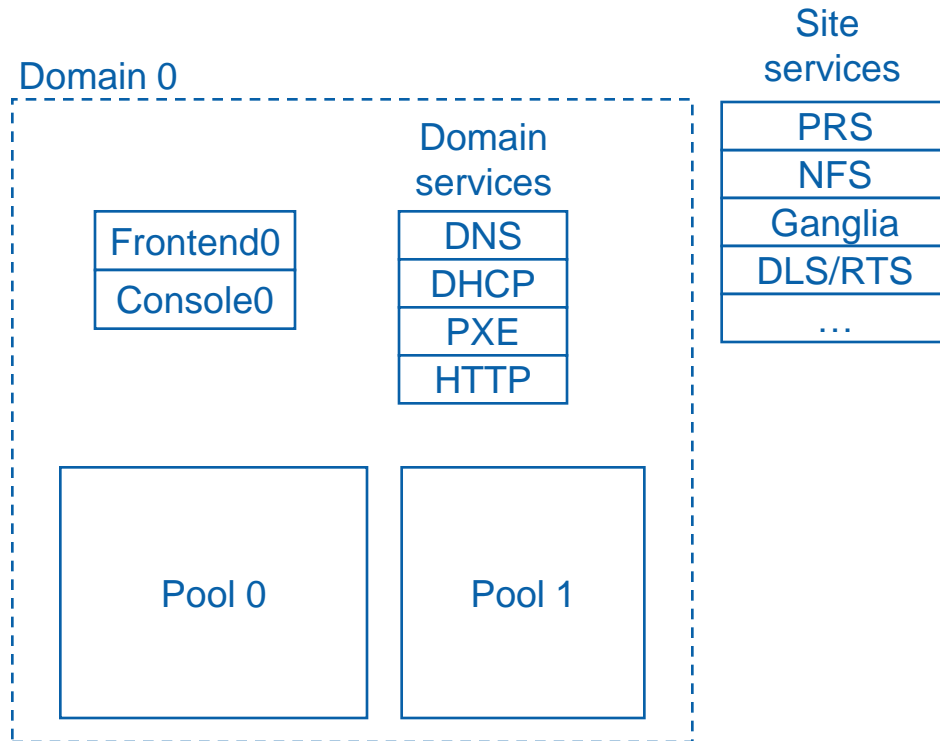 Domain 0
Frontend0
Console0
Domain
services
DNS
DHCP
PXE
HTTP
Pool 0
Pool 1
Site
services
PRS
NFS
Ganglia
DLS/RTS
…